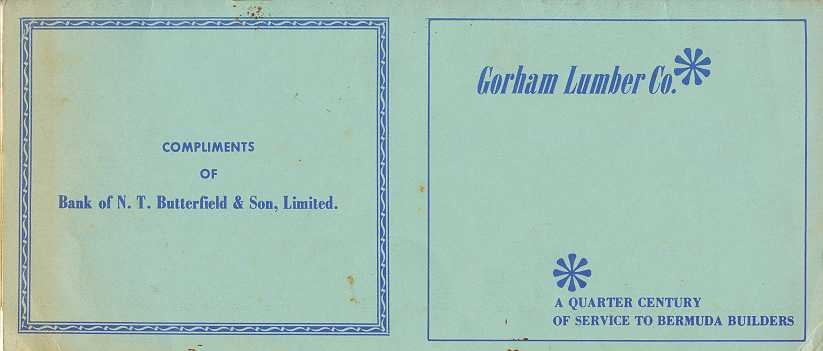 COMPLIMENTS
OF
Bank of N. T. Butterfield & Son, Limited.
Gorham Lumber Co.
A QUARTER CENTURY
OF SERVICE TO BERMUDA BUILDERS